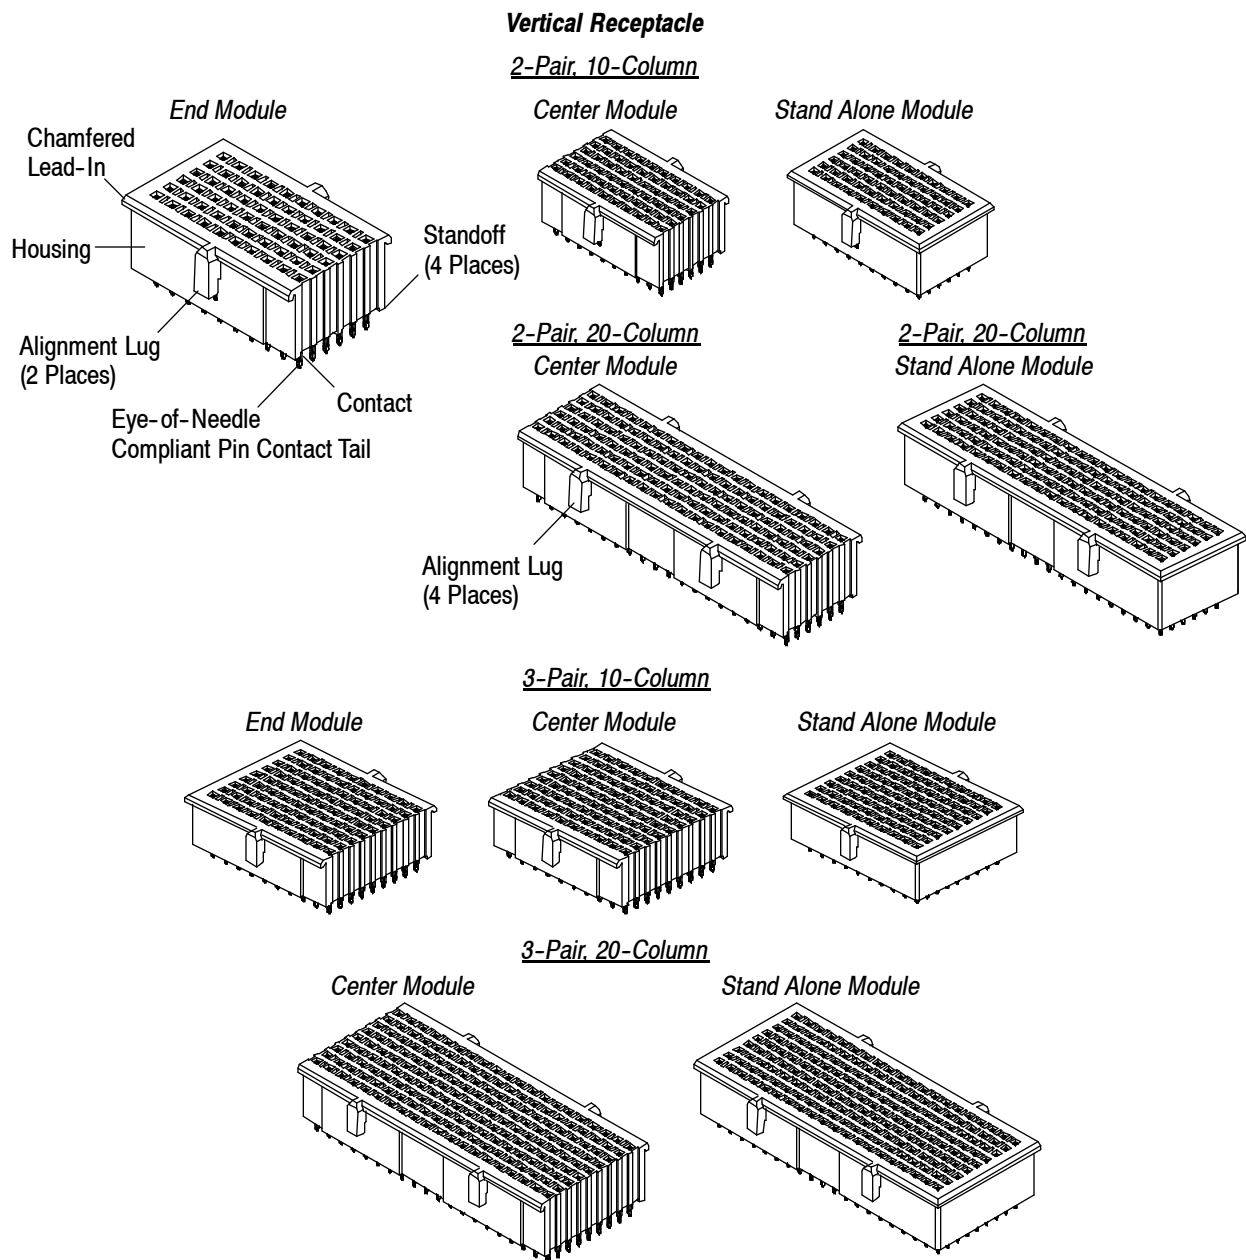 Vertical Receptacle
2-Pair, 10-Column
End Module
Center Module
Stand Alone Module
Chamfered
Lead-In
Housing
Standoff
(4 Places)
Alignment Lug
(2 Places)
Contact
Eye-of-Needle
Compliant Pin Contact Tail
2-Pair, 20-Column
Center Module
2-Pair, 20-Column
Stand Alone Module
Alignment Lug
(4 Places)
3-Pair, 10-Column
End Module
Center Module
Stand Alone Module
3-Pair, 20-Column
Center Module
Stand Alone Module